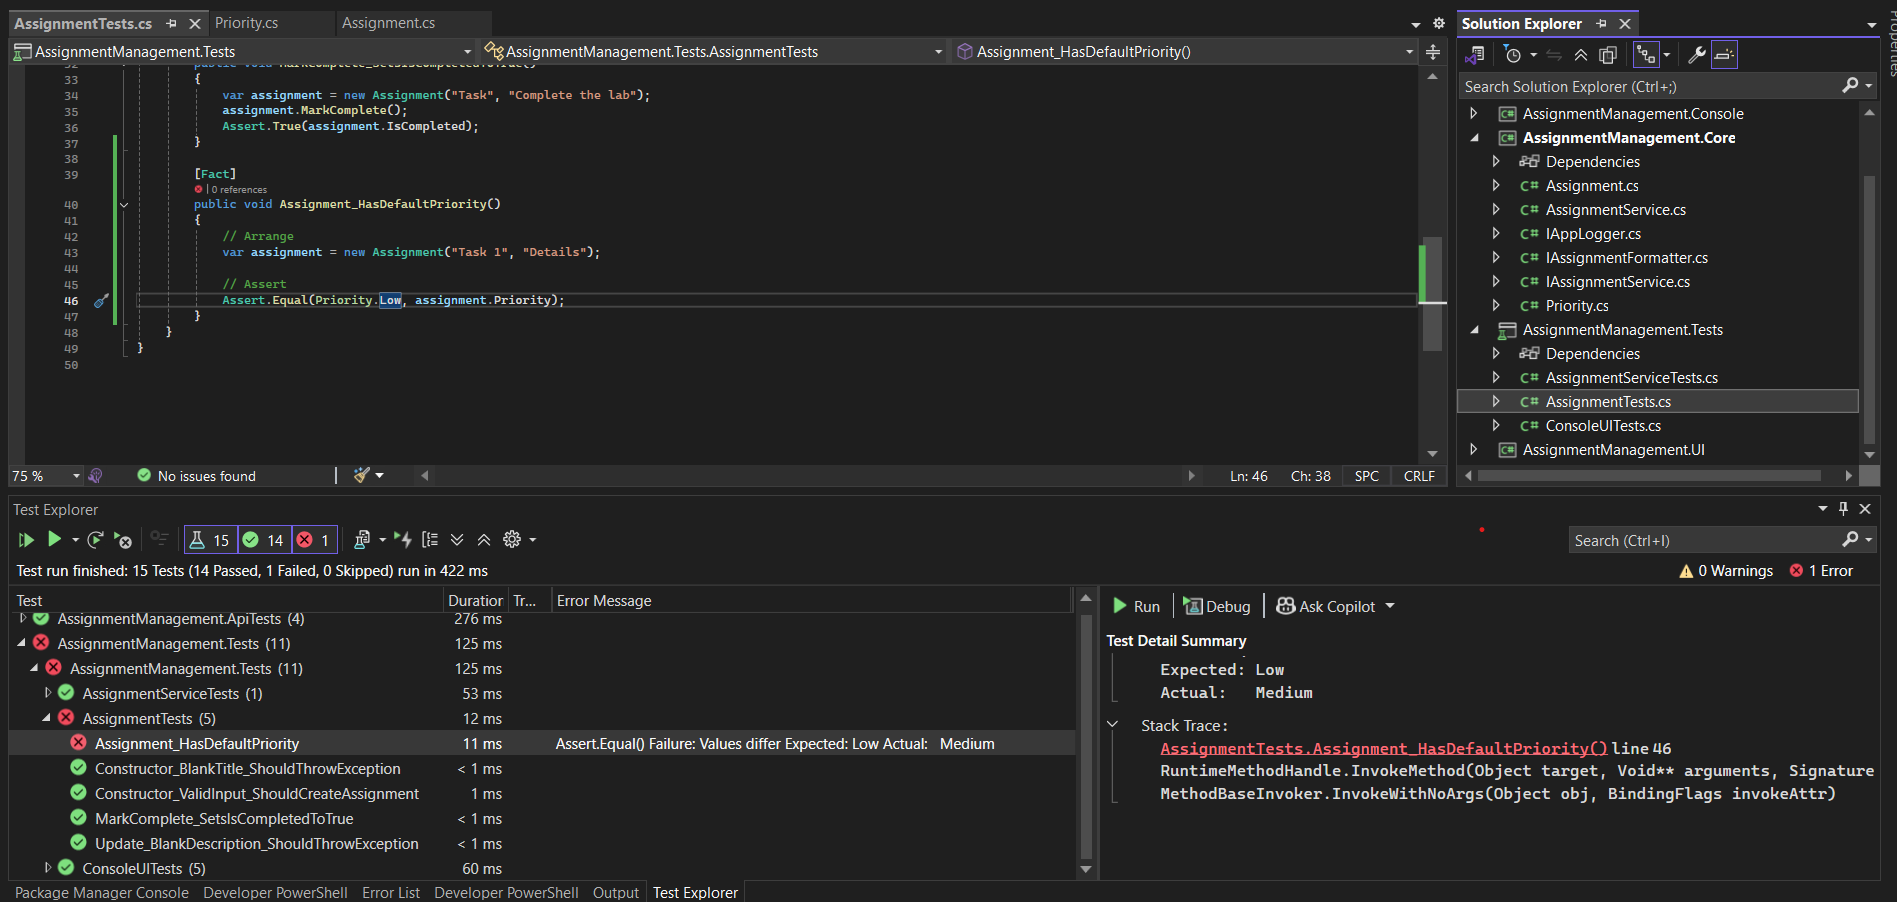 AssignmentTests.cs
Priority.cs
Assignment.cs
Solution Explorer
Properties
AssignmentManagement.Tests
AssignmentManagement.Tests.AssignmentTests
Assignment_HasDefaultPriority()
32 public void MarkComplete_SetsIsCompletedToTrue()
33 {
34 var assignment = new Assignment("Task", "Complete the lab");
35 assignment.MarkComplete();
36 Assert.True(assignment.IsCompleted);
37 }
38
39 [Fact]
| 0 references
40 public void Assignment_HasDefaultPriority()
41 {
42 // Arrange
43 var assignment = new Assignment("Task 1", "Details");
44
45 // Assert
46 Assert.Equal(Priority.Low, assignment.Priority);
47 }
48 }
49 }
50
75 %
No issues found
Ln: 46 Ch: 38 SPC CRLF
Search Solution Explorer (Ctrl+;)
C# AssignmentManagement.Console
C# AssignmentManagement.Core
Dependencies
C# Assignment.cs
C# AssignmentService.cs
C# IAppLogger.cs
C# IAssignmentFormatter.cs
C# IAssignmentService.cs
C# Priority.cs
AssignmentManagement.Tests
Dependencies
C# AssignmentServiceTests.cs
C# AssignmentTests.cs
C# ConsoleUITests.cs
C# AssignmentManagement.UI
Test Explorer
15 14 1
Search (Ctrl+I)
Test run finished: 15 Tests (14 Passed, 1 Failed, 0 Skipped) run in 422 ms
0 Warnings 1 Error
Test Duration Tr... Error Message
AssignmentManagement.ApiTests (4) 276 ms
AssignmentManagement.Tests (11) 125 ms
AssignmentManagement.Tests (11) 125 ms
AssignmentServiceTests (1) 53 ms
AssignmentTests (5) 12 ms
Assignment_HasDefaultPriority 11 ms Assert.Equal() Failure: Values differ Expected: Low Actual: Medium
Constructor_BlankTitle_ShouldThrowException < 1 ms
Constructor_ValidInput_ShouldCreateAssignment 1 ms
MarkComplete_SetsIsCompletedToTrue < 1 ms
Update_BlankDescription_ShouldThrowException < 1 ms
ConsoleUITests (5) 60 ms
Run Debug Ask Copilot
Test Detail Summary
Expected: Low
Actual: Medium
Stack Trace:
AssignmentTests.Assignment_HasDefaultPriority() line 46
RuntimeMethodHandle.InvokeMethod(Object target, Void** arguments, Signature
MethodBaseInvoker.InvokeWithNoArgs(Object obj, BindingFlags invokeAttr)
Package Manager Console Developer PowerShell Error List Developer PowerShell Output Test Explorer